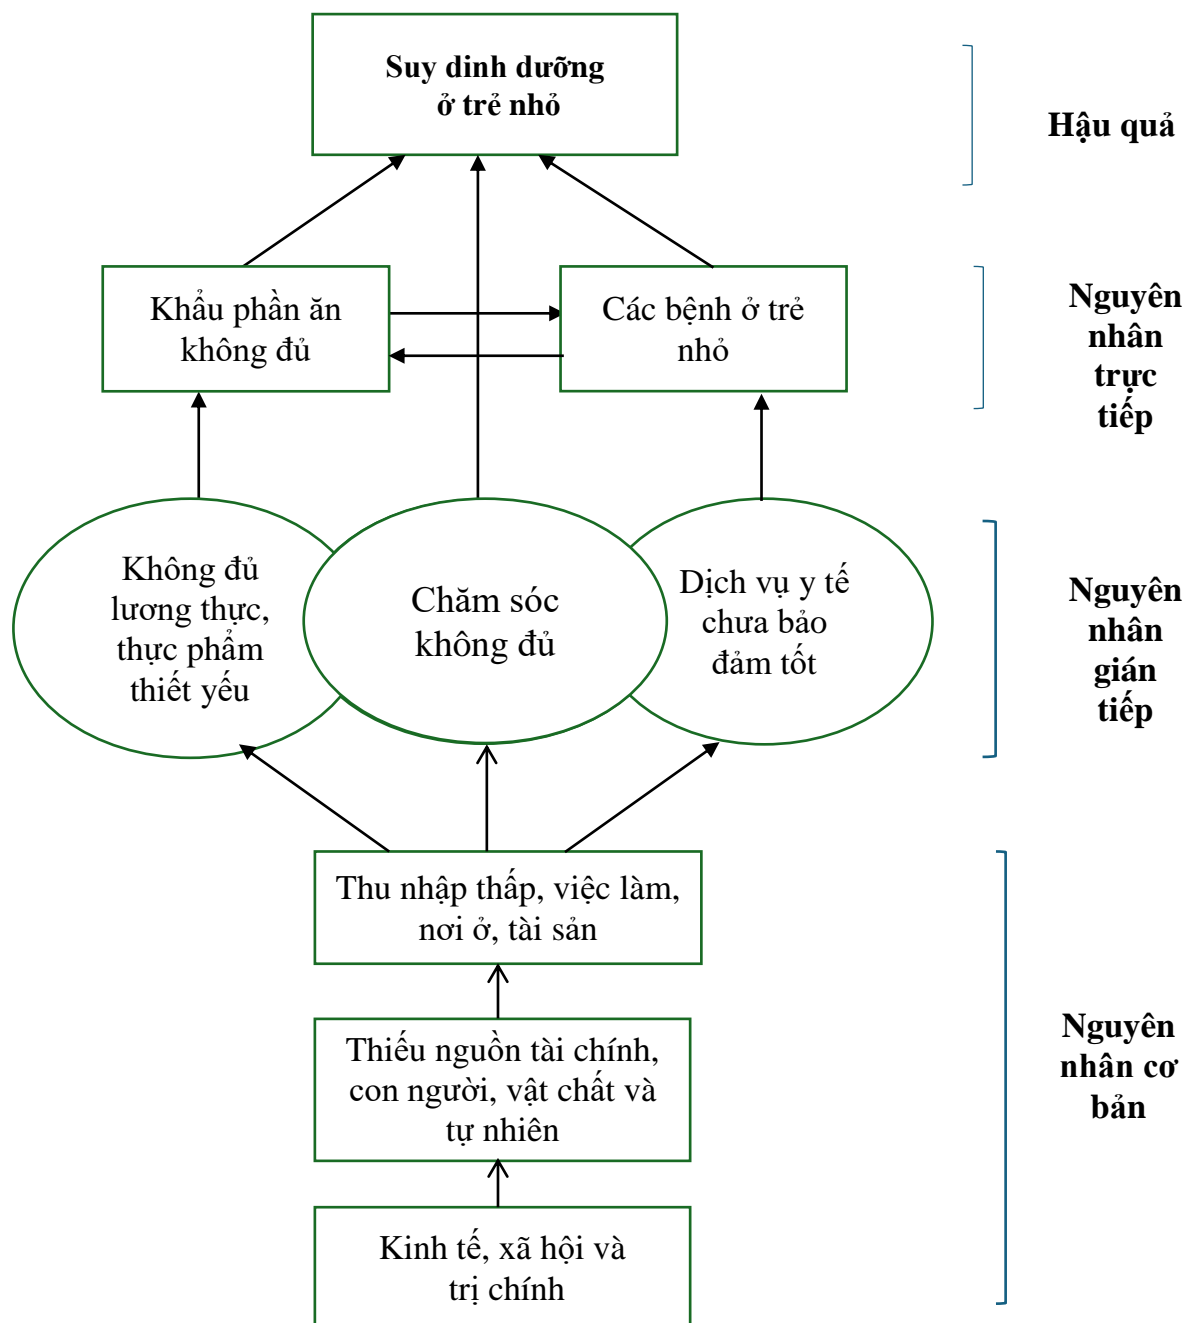 Suy dinh dưỡng
ở trẻ nhỏ
Hậu quả
Khẩu phần ăn
không đủ
Các bệnh ở trẻ
nhỏ
Nguyên
nhân
trực
tiếp
Không đủ
lương thực,
thực phẩm
thiết yếu
Chăm sóc
không đủ
Dịch vụ y tế
chưa bảo
đảm tốt
Nguyên
nhân
gián
tiếp
Thu nhập thấp, việc làm,
nơi ở, tài sản
Thiếu nguồn tài chính,
con người, vật chất và
tự nhiên
Nguyên
nhân cơ
bản
Kinh tế, xã hội và
trị chính